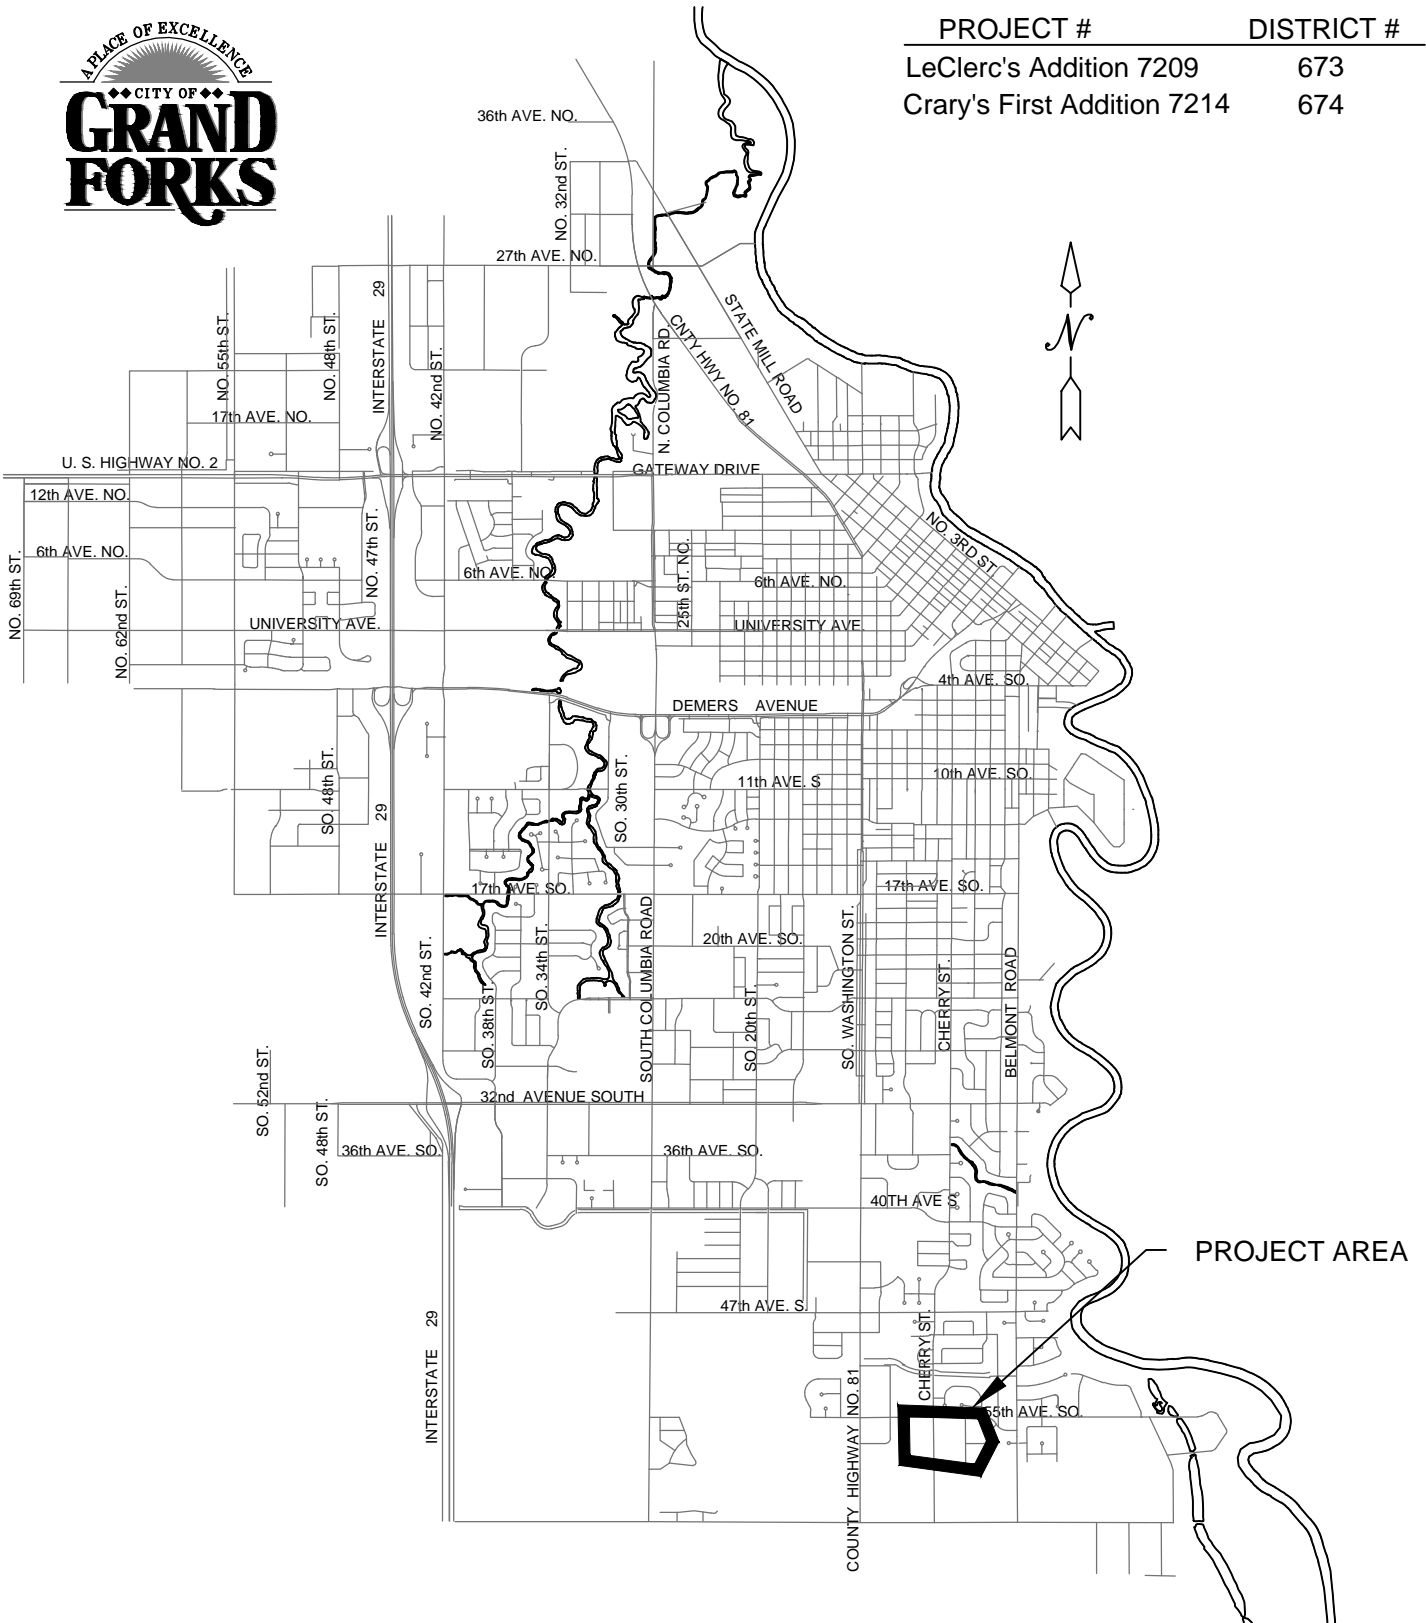 A PLACE OF EXCELLENCE
CITY OF
GRAND
FORKS
PROJECT # DISTRICT #
LeClerc's Addition 7209 673
Crary's First Addition 7214 674
36th AVE. NO.
NO. 32nd ST.
27th AVE. NO.
N
INTERSTATE 29
NO. 55th ST.
NO. 48th ST.
NO. 42nd ST.
N. COLUMBIA RD.
CNTY HWY NO. 81
STATE MILL ROAD
17th AVE. NO.
U. S. HIGHWAY NO. 2
GATEWAY DRIVE
12th AVE. NO.
NO. 47th ST.
NO. 3RD ST
6th AVE. NO.
6th AVE. NO.
6th AVE. NO.
NO. 69th ST.
NO. 62nd ST.
25th ST. NO.
UNIVERSITY AVE.
UNIVERSITY AVE.
4th AVE. SO.
DEMERS AVENUE
SO. 48th ST.
INTERSTATE 29
SO. 30th ST.
11th AVE. S
10th AVE. SO.
17th AVE. SO.
17th AVE. SO.
SO. 42nd ST.
SO. 38th ST.
SO. 34th ST.
SOUTH COLUMBIA ROAD
20th AVE. SO.
SO. 20th ST.
SO. WASHINGTON ST.
CHERRY ST.
BELMONT ROAD
SO. 52nd ST.
SO. 48th ST.
32nd AVENUE SOUTH
36th AVE. SO.
36th AVE. SO.
40TH AVE S
PROJECT AREA
47th AVE. S.
INTERSTATE 29
CHERRY ST.
COUNTY HIGHWAY NO. 81
55th AVE. SO.